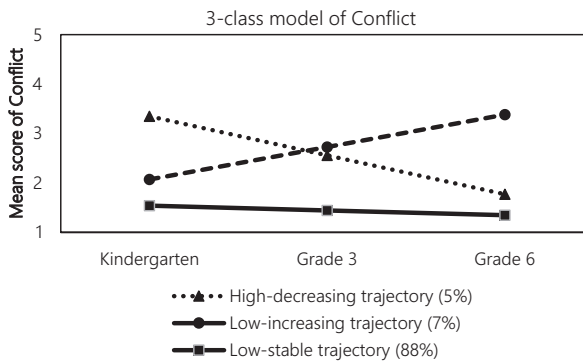 3-class model of Conflict
5
4
3
2
1
Mean score of Conflict
Kindergarten Grade 3 Grade 6
High-decreasing trajectory (5%)
Low-increasing trajectory (7%)
Low-stable trajectory (88%)